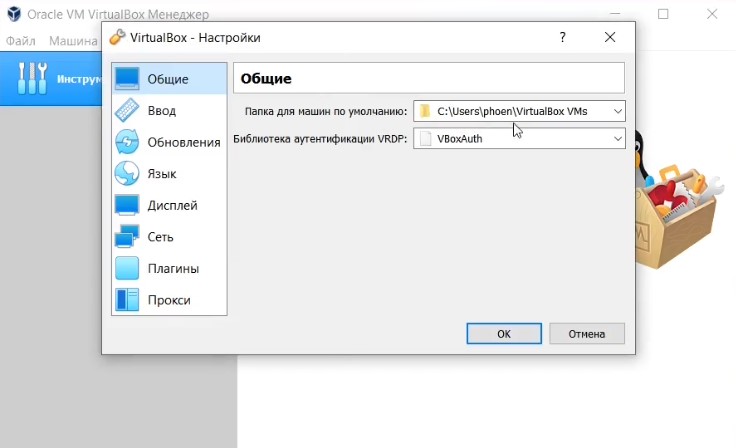 Oracle VM VirtualBox Менеджер
Файл Машина
VirtualBox - Настройки
?
Инструм
Общие
Ввод
Обновления
Язык
Дисплей
Сеть
Плагины
Прокси
Общие
Папка для машин по умолчанию: C:\Users\phoen\VirtualBox VMs
Библиотека аутентификации VRDP: VBoxAuth
OK
Отмена